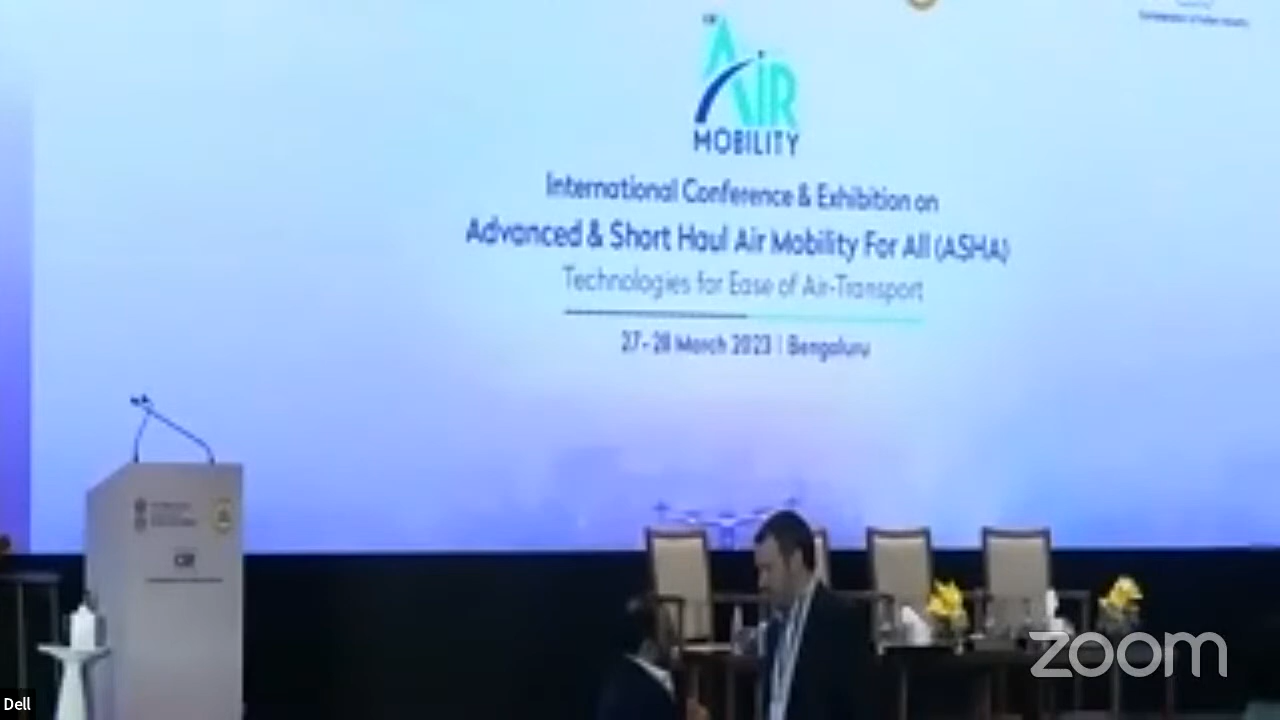 AiR
MOBILITY
International Conference & Exhibition on
Advanced & Short Haul Air Mobility For All (ASHA)
Technologies for Ease of Air-Transport
27-28 March 2023 | Bengaluru
CII
zoom
Dell